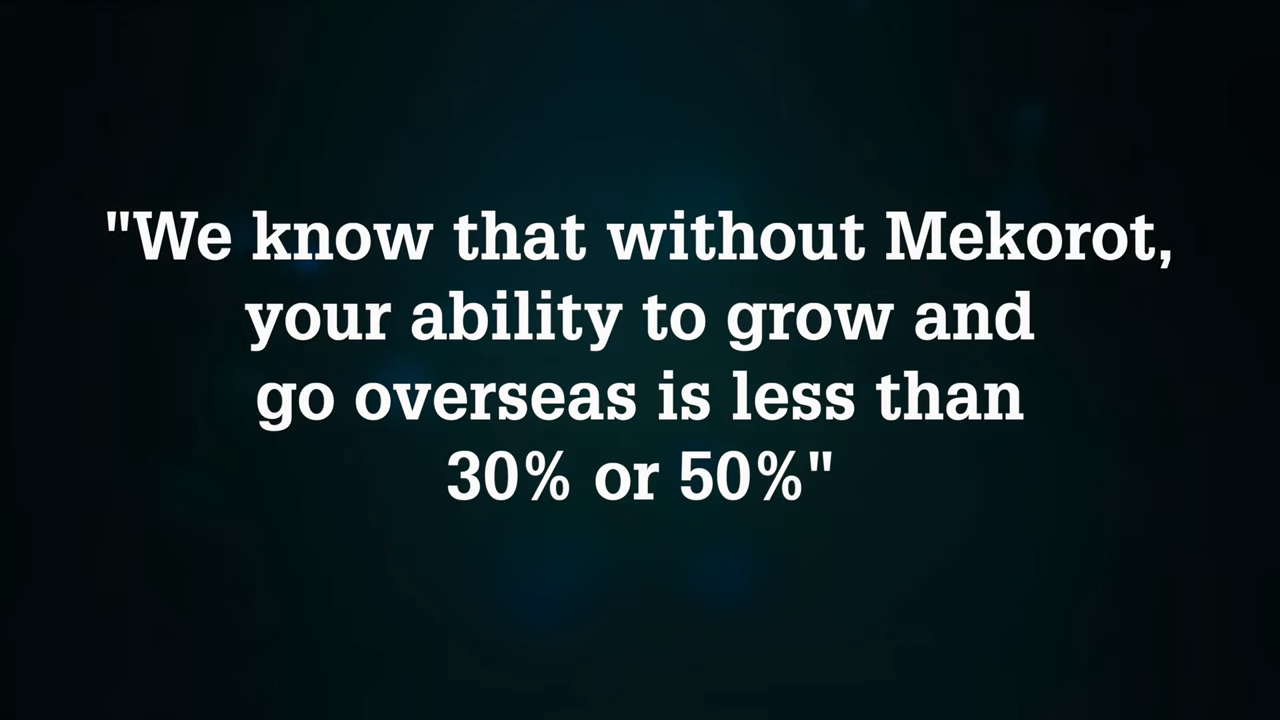 "We know that without Mekorot,
your ability to grow and
go overseas is less than
30% or 50%"